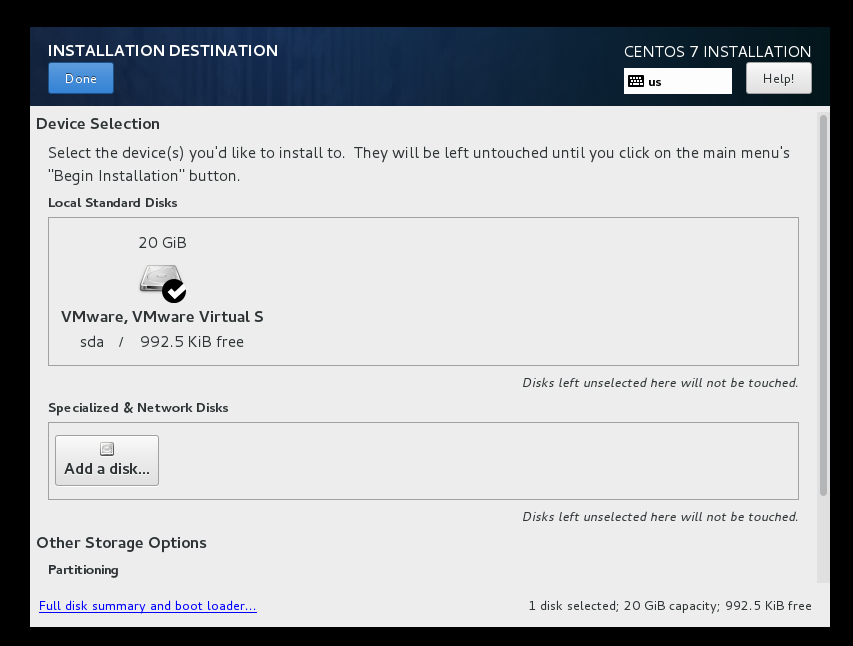 INSTALLATION DESTINATION
CENTOS 7 INSTALLATION
Done
us
Help!
Device Selection
Select the device(s) you'd like to install to.  They will be left untouched until you click on the main menu's
"Begin Installation" button.
Local Standard Disks
20 GiB
VMware, VMware Virtual S
sda / 992.5 KiB free
Disks left unselected here will not be touched.
Specialized & Network Disks
Add a disk...
Disks left unselected here will not be touched.
Other Storage Options
Partitioning
Full disk summary and boot loader...
1 disk selected; 20 GiB capacity; 992.5 KiB free